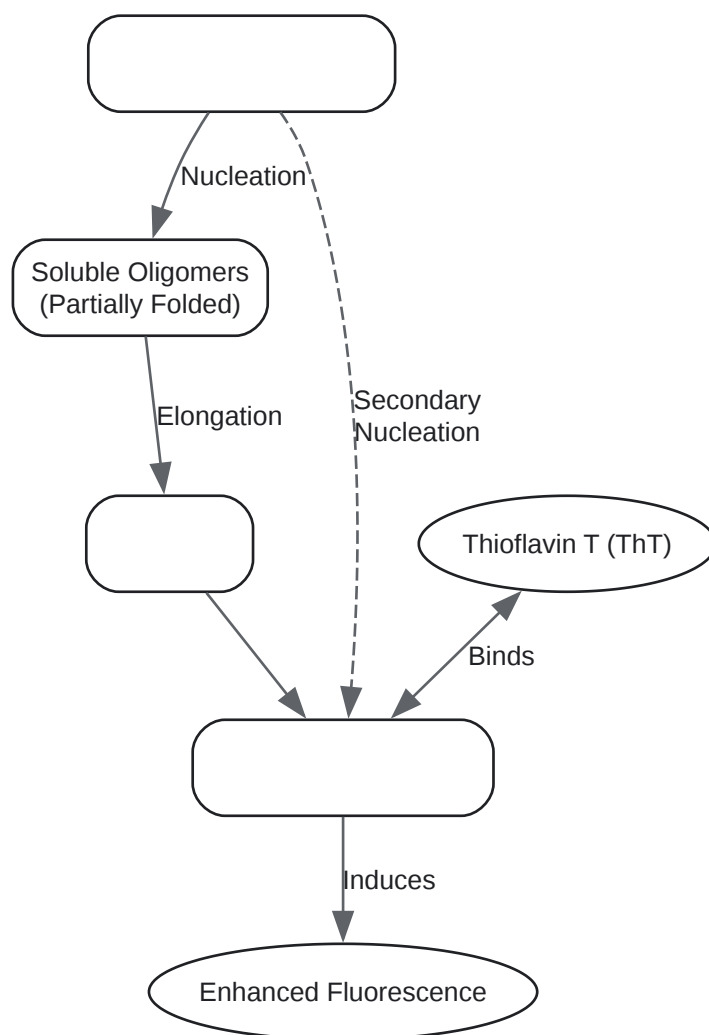 Nucleation
Soluble Oligomers
(Partially Folded)
Elongation
Secondary
Nucleation
Thioflavin T (ThT)
Binds
Induces
Enhanced Fluorescence